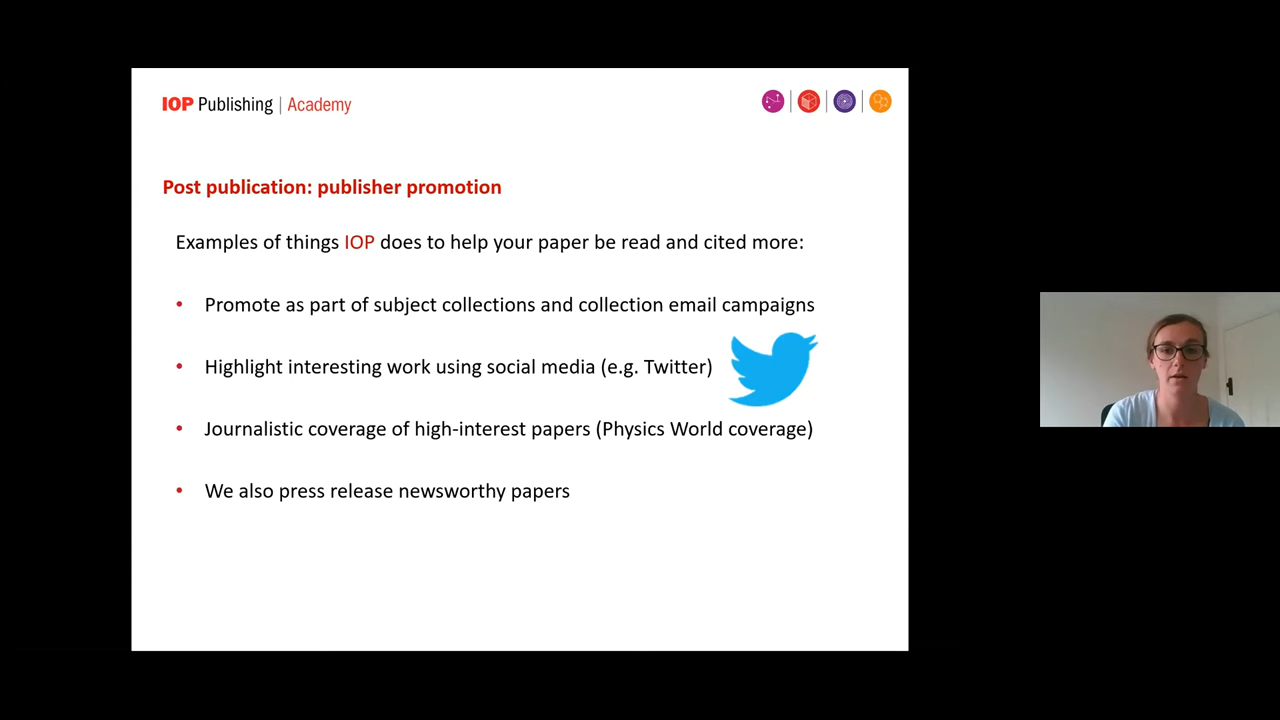 IOP Publishing | Academy
Post publication: publisher promotion
Examples of things IOP does to help your paper be read and cited more:
• Promote as part of subject collections and collection email campaigns
• Highlight interesting work using social media (e.g. Twitter)
• Journalistic coverage of high-interest papers (Physics World coverage)
• We also press release newsworthy papers